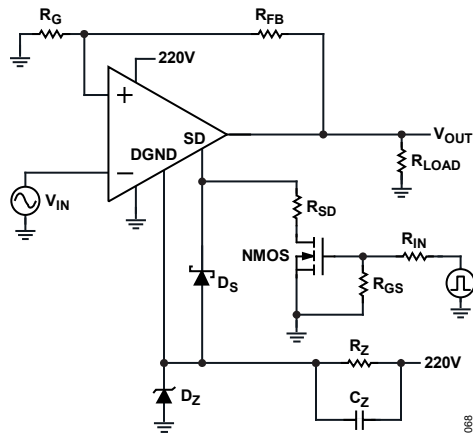 RG
RFB
220V
+
SD
DGND
VOUT
−
RLOAD
VIN
RSD
NMOS
RIN
RGS
DS
RZ
220V
DZ
CZ
068